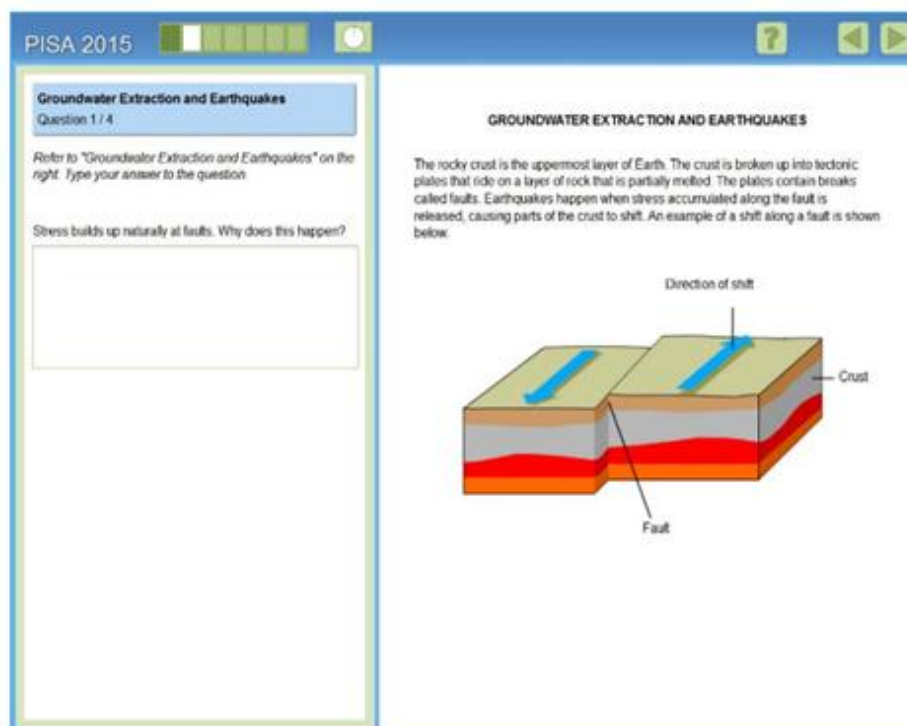 PISA 2015
?
Groundwater Extraction and Earthquakes
Question 1 / 4
Refer to "Groundwater Extraction and Earthquakes" on the
right. Type your answer to the question.
Stress builds up naturally at faults. Why does this happen?
GROUNDWATER EXTRACTION AND EARTHQUAKES
The rocky crust is the uppermost layer of Earth. The crust is broken up into tectonic
plates that ride on a layer of rock that is partially melted. The plates contain breaks
called faults. Earthquakes happen when stress accumulated along the fault is
released, causing parts of the crust to shift. An example of a shift along a fault is shown
below.
Direction of shift
Crust
Fault